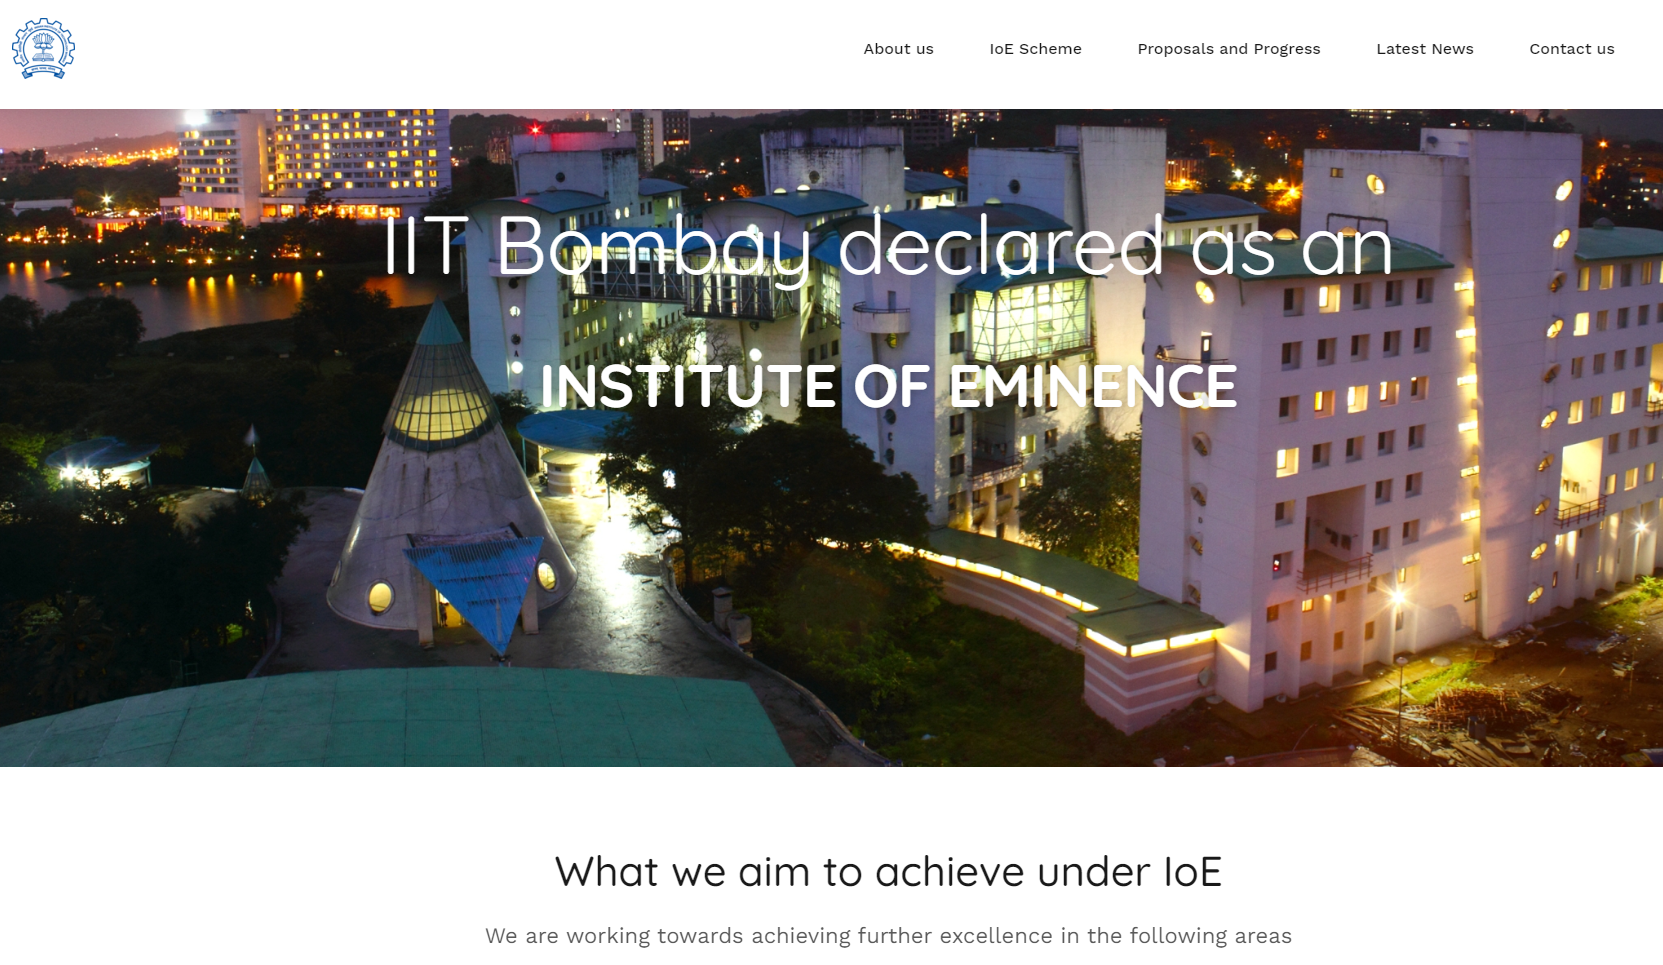 About us
IoE Scheme
Proposals and Progress
Latest News
Contact us
IIT Bombay declared as an
INSTITUTE OF EMINENCE
What we aim to achieve under IoE
We are working towards achieving further excellence in the following areas